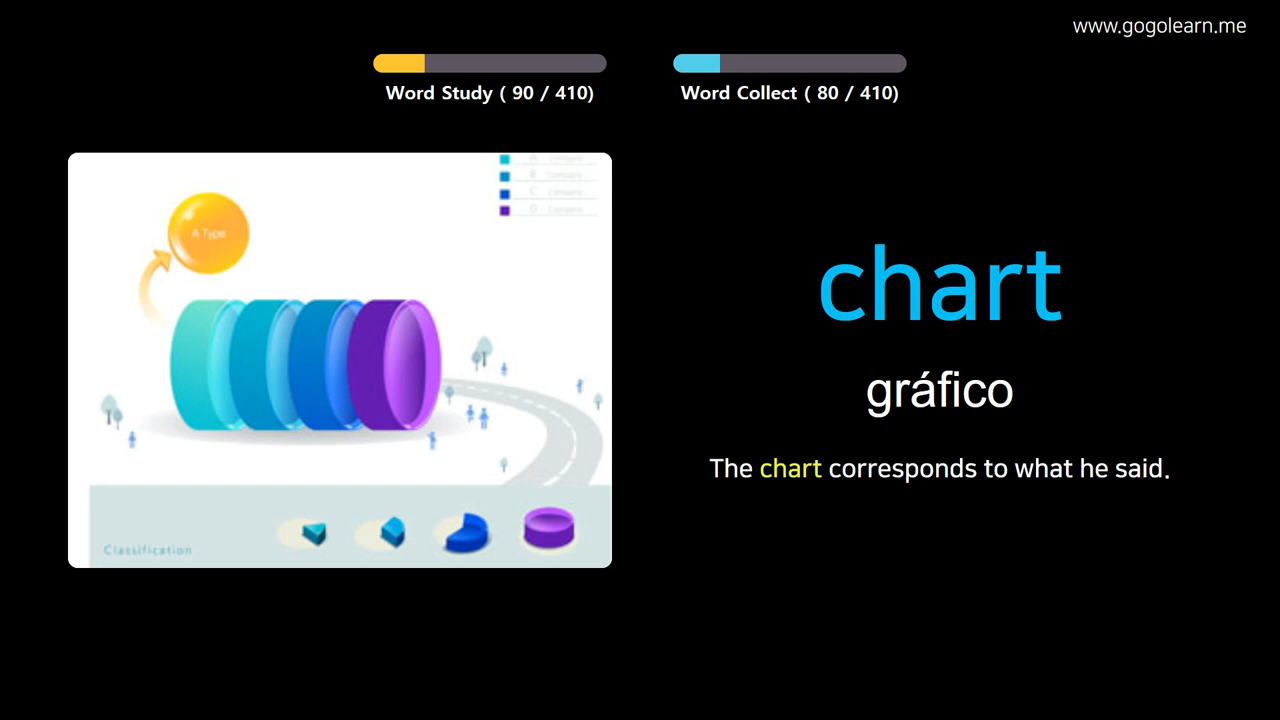 www.gogolearn.me
Word Study ( 90 / 410)
Word Collect ( 80 / 410)
A Type
chart
gráfico
The chart corresponds to what he said.
Classification